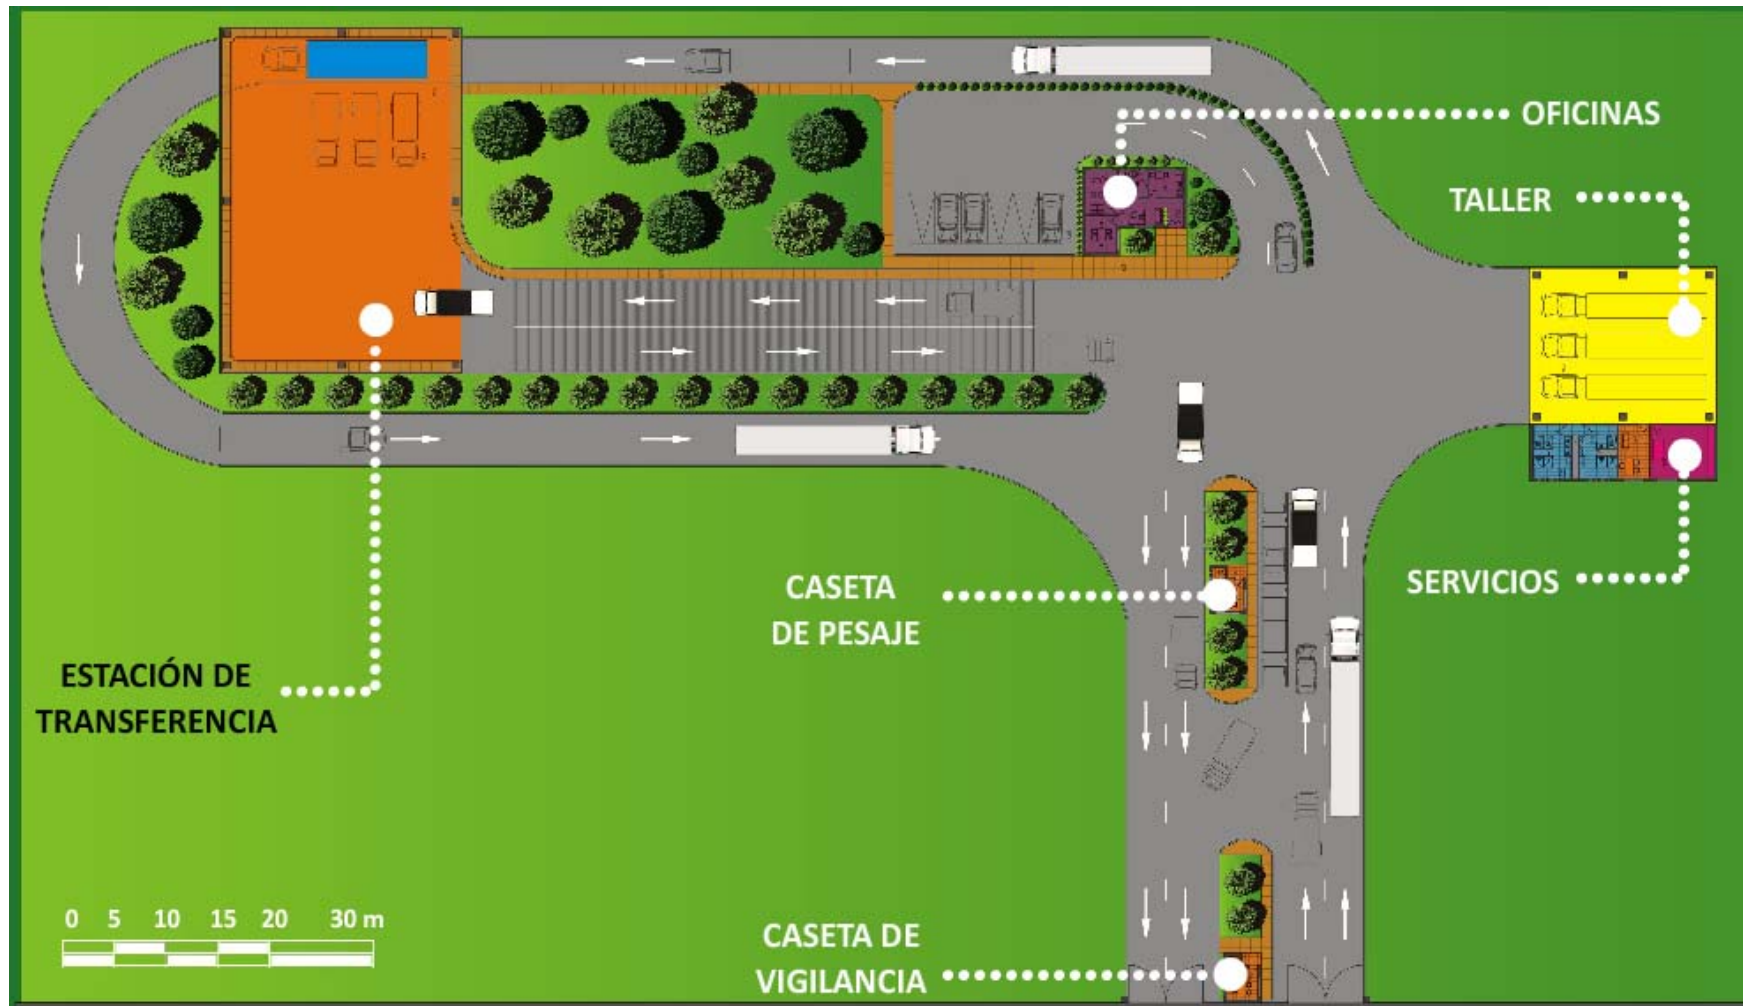 OFICINAS
TALLER
CASETA
DE PESAJE
SERVICIOS
ESTACIÓN DE
TRANSFERENCIA
0 5 10 15 20 30 m
CASETA DE
VIGILANCIA